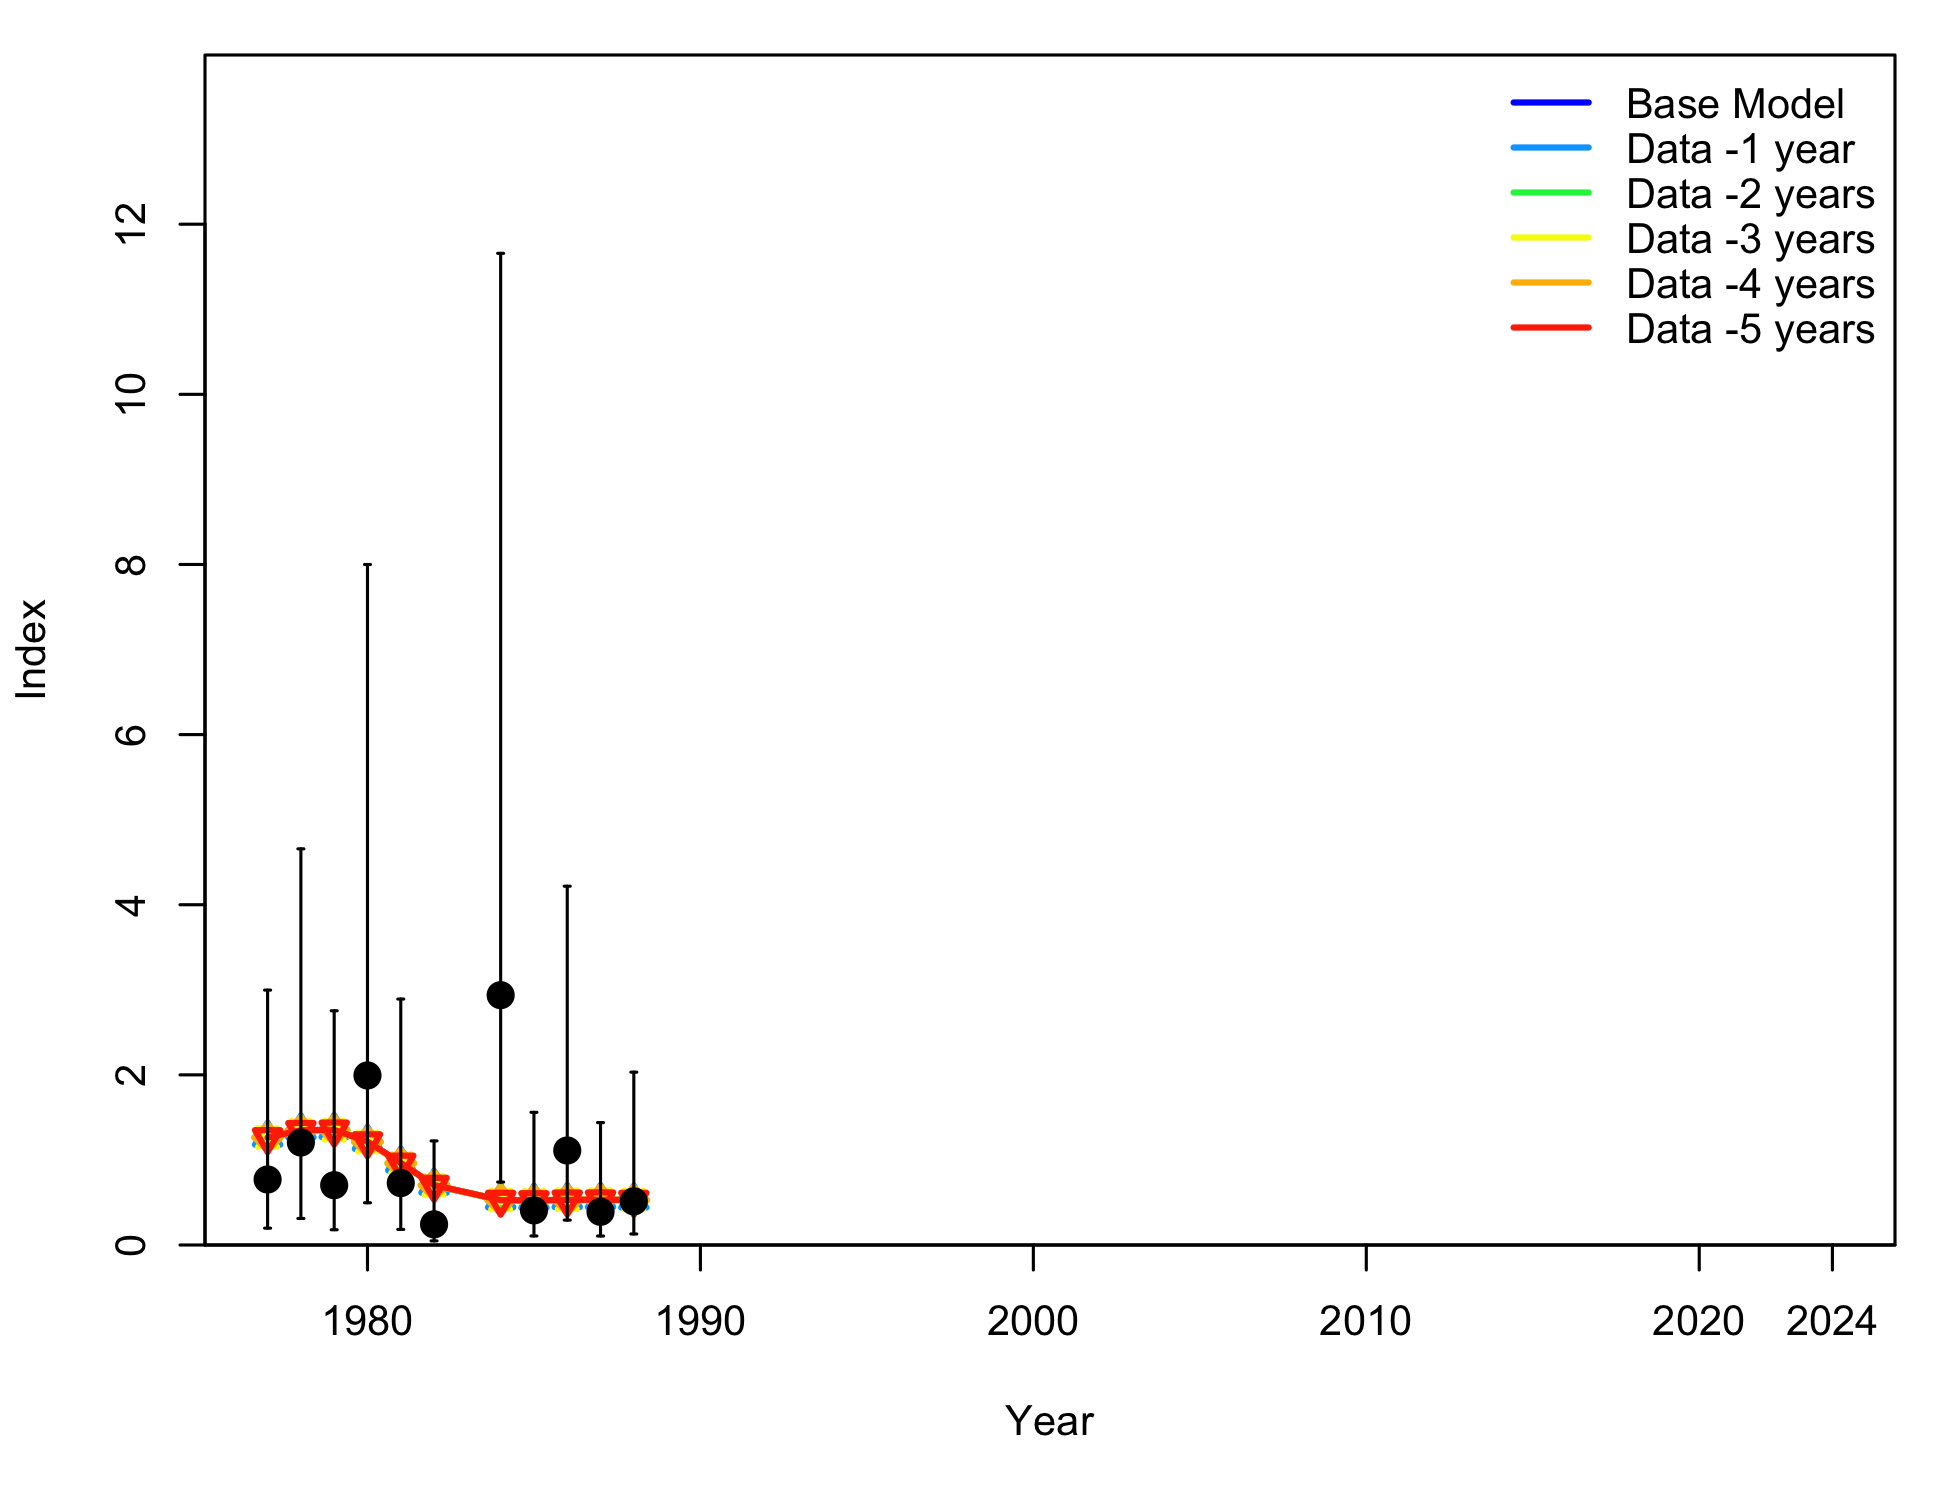 Base Model
Data -1 year
Data -2 years
Data -3 years
Data -4 years
Data -5 years
12
10
8
6
4
2
0
Index
1980 1990 2000 2010 2020 2024
Year